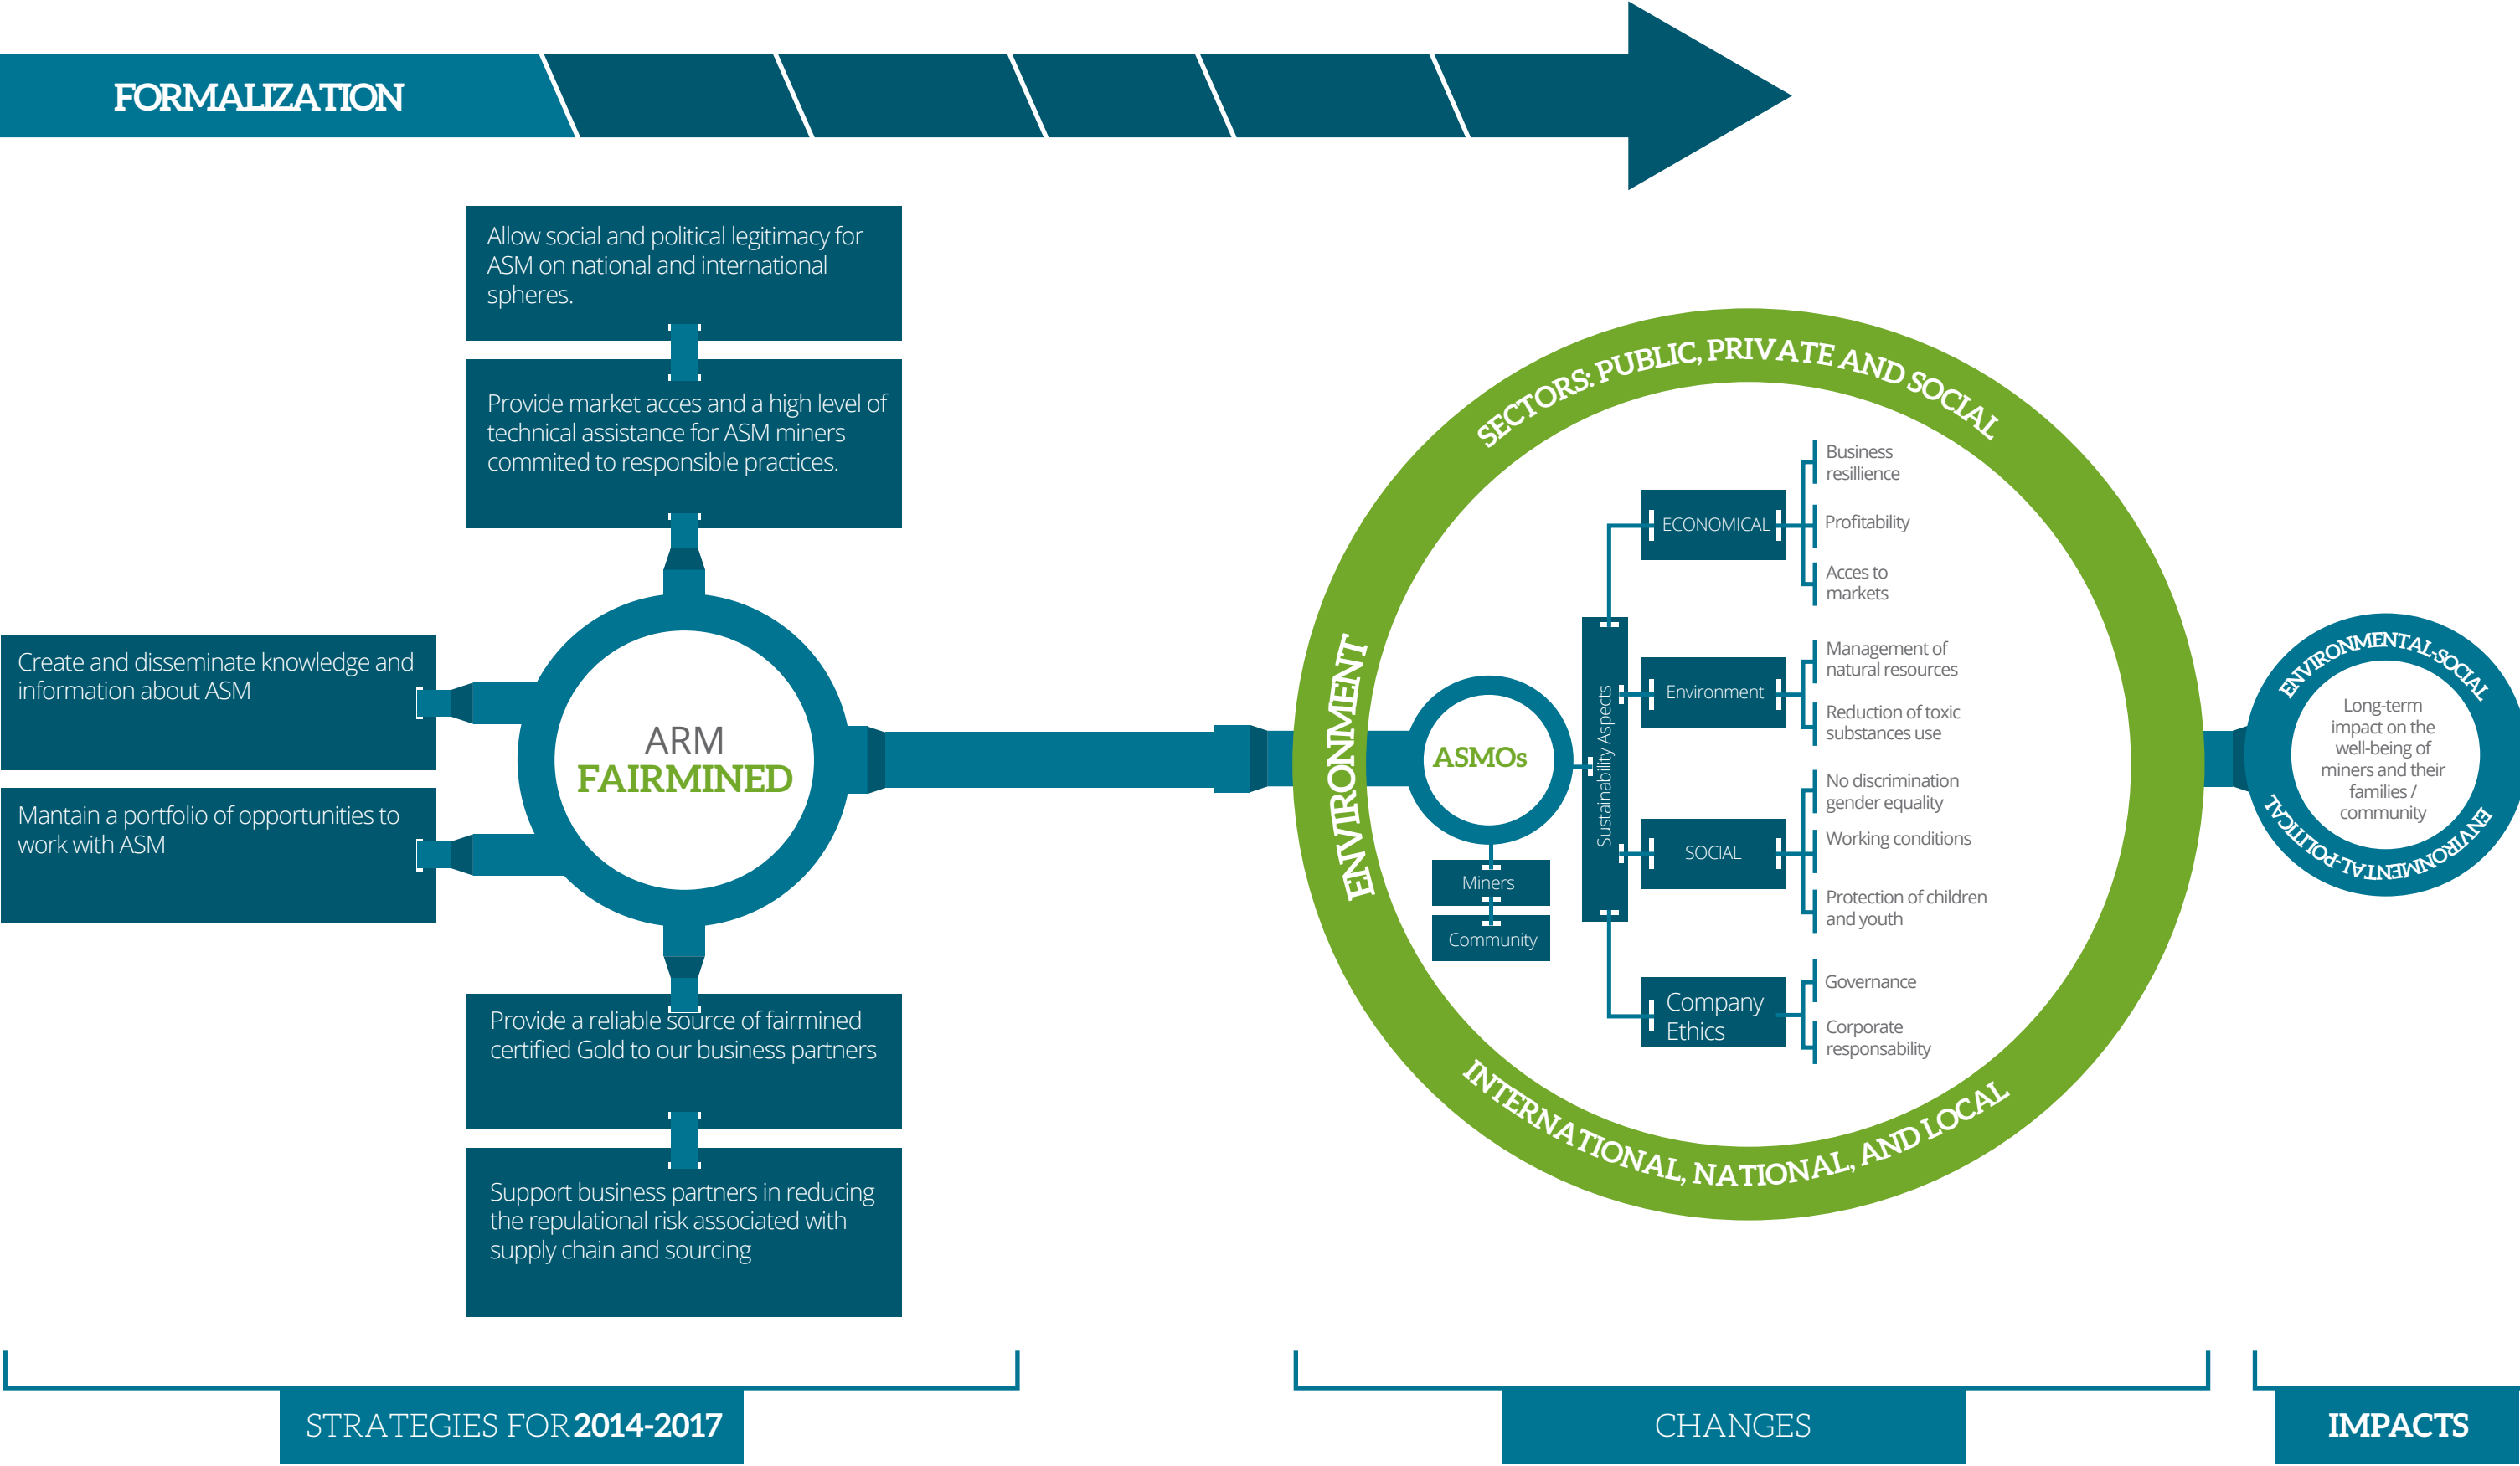 FORMALIZATION
Allow social and political legitimacy for
ASM on national and international
spheres.
Provide market acces and a high level of
technical assistance for ASM miners
commited to responsible practices.
Create and disseminate knowledge and
information about ASM
Mantain a portfolio of opportunities to
work with ASM
ARM
FAIRMINED
Provide a reliable source of fairmined
certified Gold to our business partners
Support business partners in reducing
the repulational risk associated with
supply chain and sourcing
SECTORS: PUBLIC, PRIVATE AND SOCIAL
ENVIRONMENT
INTERNATIONAL, NATIONAL, AND LOCAL
ASMOs
Miners
Community
Sustainability Aspects
ECONOMICAL
Business
resillience
Profitability
Acces to
markets
Environment
Management of
natural resources
Reduction of toxic
substances use
SOCIAL
No discrimination
gender equality
Working conditions
Protection of children
and youth
Company
Ethics
Governance
Corporate
responsability
ENVIRONMENTAL-SOCIAL
Long-term
impact on the
well-being of
miners and their
families /
community
ENVIRONMENTAL-POLITICAL
STRATEGIES FOR 2014-2017
CHANGES
IMPACTS